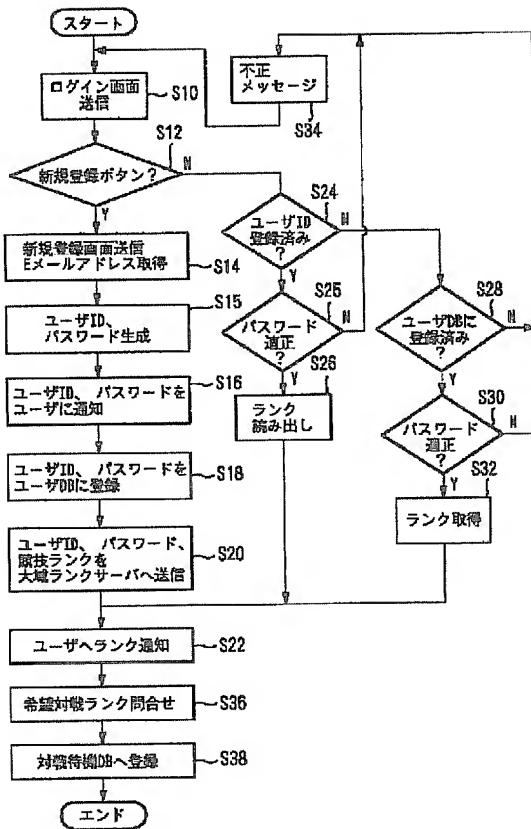 スタート
ログイン画面
送信
S10
不正
メッセージ
S34
新規登録ボタン?
S12
N
Y
新規登録画面送信
Eメールアドレス取得
S14
ユーザID
登録済み
?
S24
N
Y
ユーザID、
パスワード生成
S15
パスワード
適正
?
S25
N
Y
ユーザDBに
登録済み
?
S28
N
Y
ユーザID、パスワードを
ユーザに通知
S16
ランク
読み出し
S26
パスワード
適正
?
S30
N
Y
ユーザID、パスワードを
ユーザDBに登録
S18
ランク取得
S32
ユーザID、パスワード、
競技ランクを
大域ランクサーバへ送信
S20
ユーザへランク通知
S22
希望対戦ランク問合せ
S36
対戦待機DBへ登録
S38
エンド